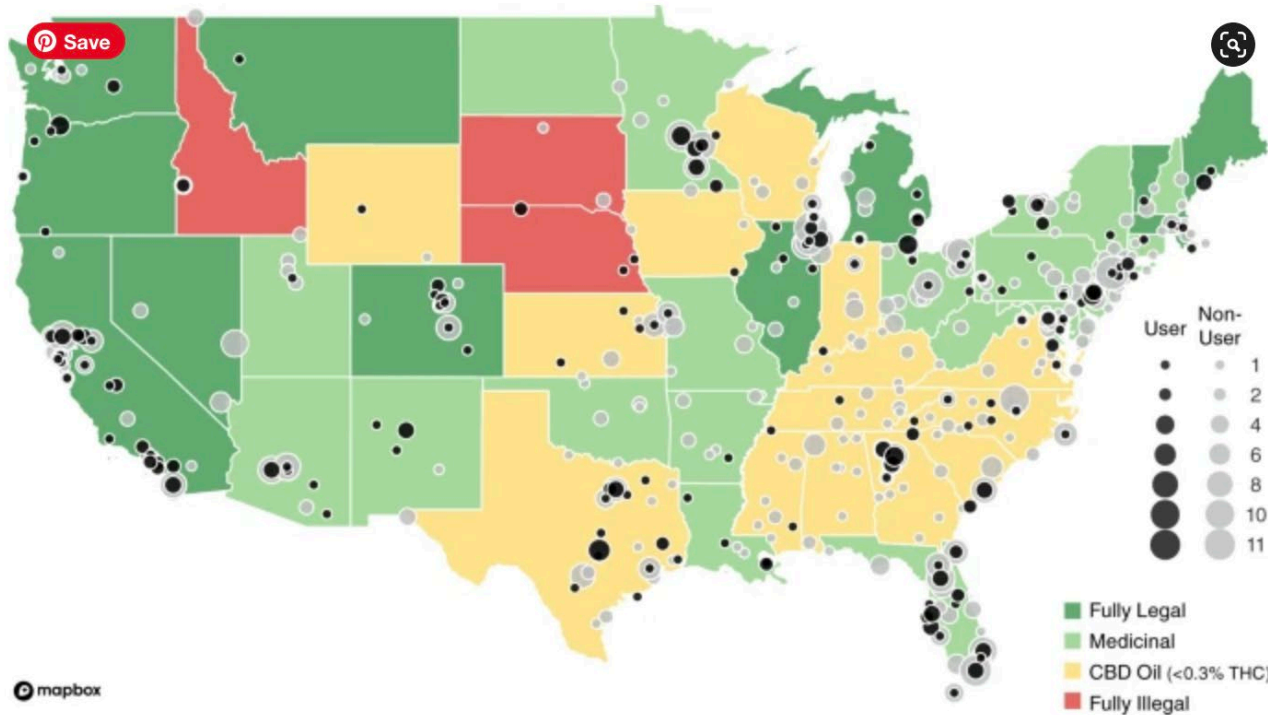 Save
User
Non-
User
1
2
4
6
8
10
11
Fully Legal
Medicinal
CBD Oil (<0.3% THC)
Fully Illegal
mapbox